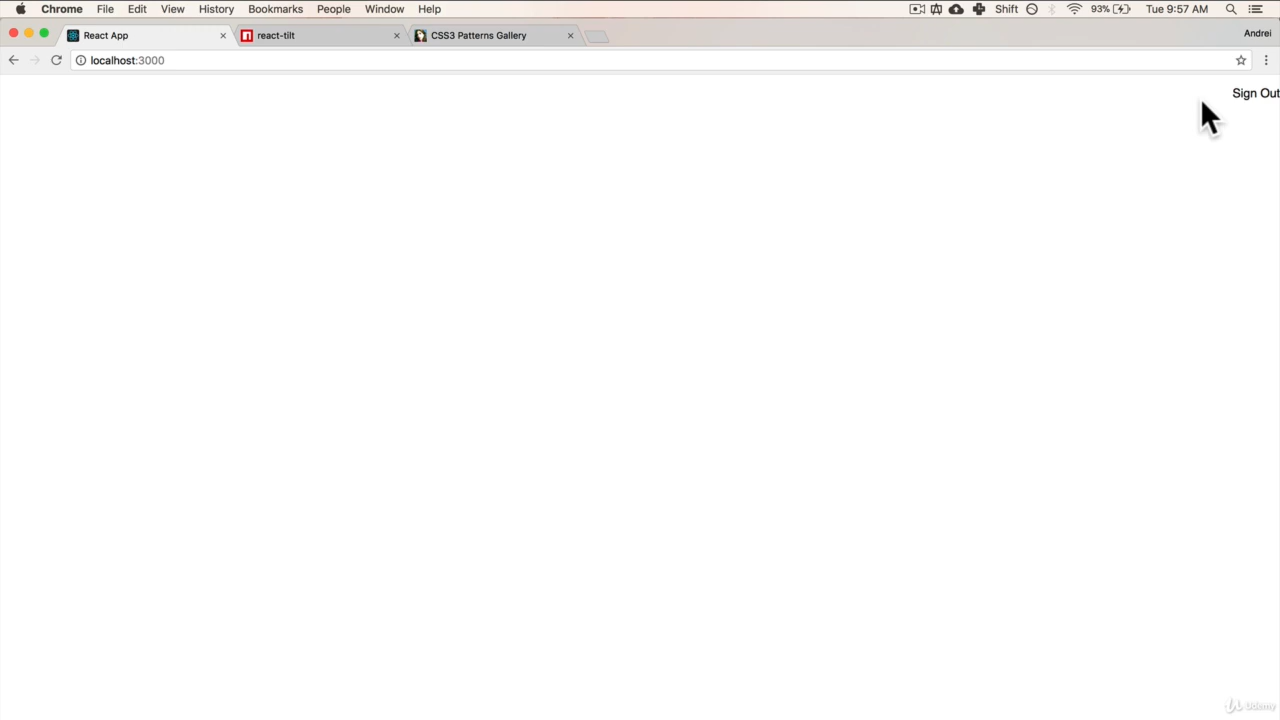 Chrome File Edit View History Bookmarks People Window Help Shift 93% Tue 9:57 AM
React App react-tilt CSS3 Patterns Gallery Andrei
localhost:3000
Sign Out
Udemy